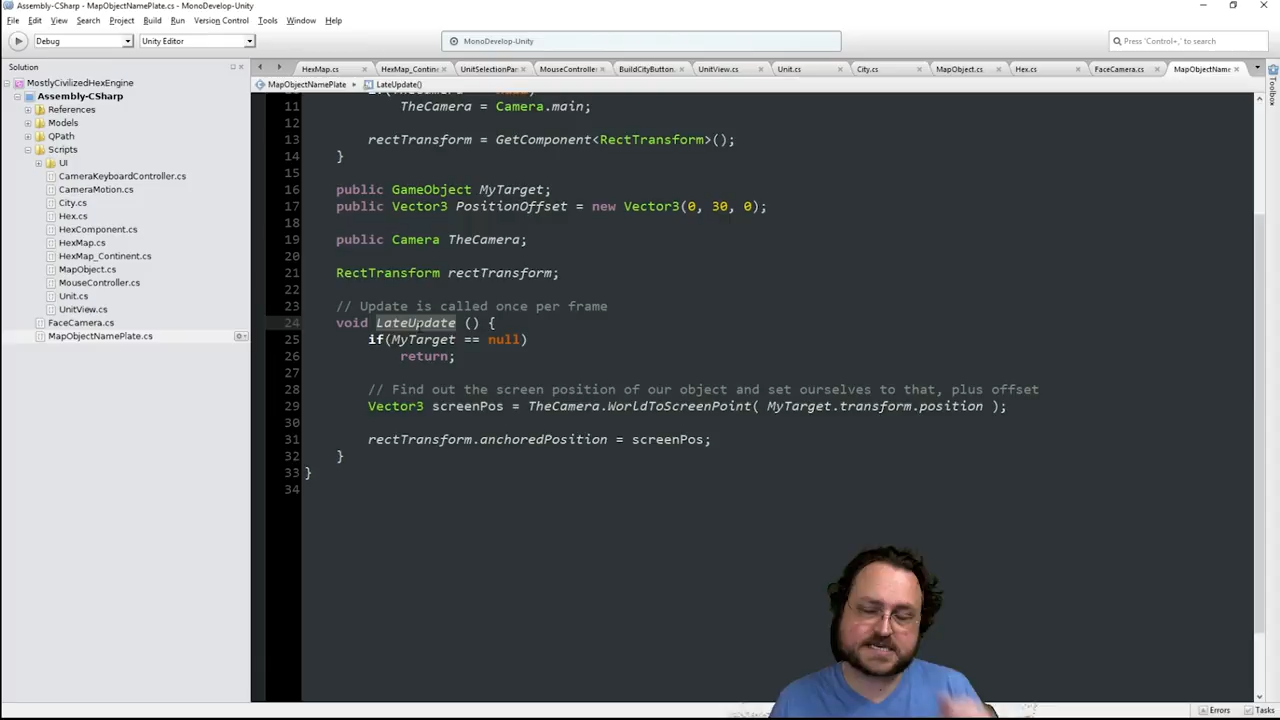 Assembly-CSharp - MapObjectNamePlate.cs - MonoDevelop-Unity
File Edit View Search Project Build Run Version Control Tools Window Help
Debug Unity Editor MonoDevelop-Unity Press 'Control+,' to search
Solution
HexMap.cs HexMap_Contine UnitSelectionPa MouseControlle BuildCityButton. UnitView.cs Unit.cs City.cs MapObject.cs Hex.cs FaceCamera.cs MapObjectName
MapObjectNamePlate LateUpdate()
MostlyCivilizedHexEngine
Assembly-CSharp
References
Models
QPath
Scripts
UI
CameraKeyboardController.cs
CameraMotion.cs
City.cs
Hex.cs
HexComponent.cs
HexMap.cs
HexMap_Continent.cs
MapObject.cs
MouseController.cs
Unit.cs
UnitView.cs
FaceCamera.cs
MapObjectNamePlate.cs
11 TheCamera = Camera.main;
12
13 rectTransform = GetComponent<RectTransform>();
14 }
15
16 public GameObject MyTarget;
17 public Vector3 PositionOffset = new Vector3(0, 30, 0);
18
19 public Camera TheCamera;
20
21 RectTransform rectTransform;
22
23 // Update is called once per frame
24 void LateUpdate () {
25 if(MyTarget == null)
26 return;
27
28 // Find out the screen position of our object and set ourselves to that, plus offset
29 Vector3 screenPos = TheCamera.WorldToScreenPoint( MyTarget.transform.position );
30
31 rectTransform.anchoredPosition = screenPos;
32 }
33 }
34
Toolbox
Errors Tasks